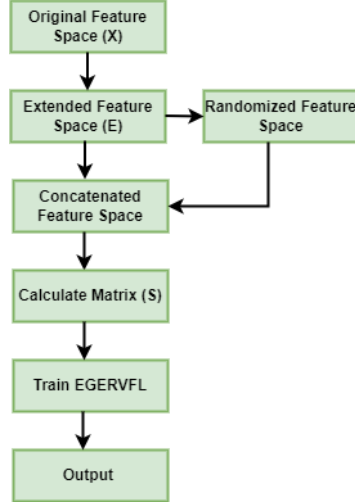 Original Feature
Space (X)
Extended Feature
Space (E)
Randomized Feature
Space
Concatenated
Feature Space
Calculate Matrix (S)
Train EGERVFL
Output